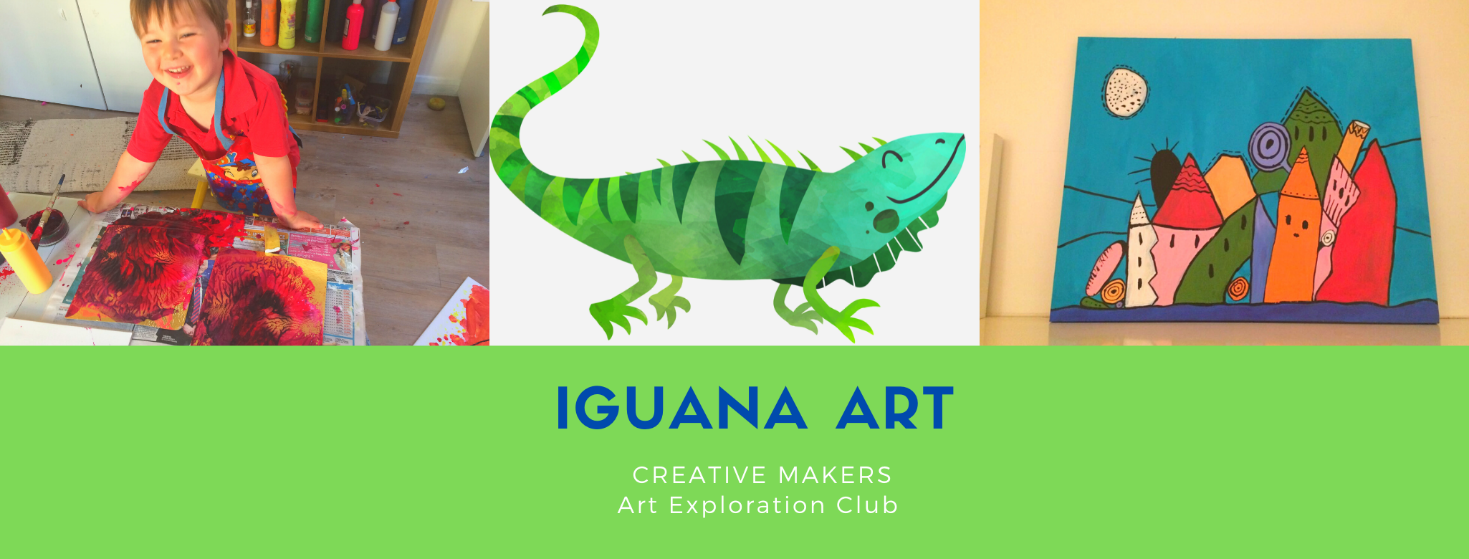 IGUANA ART
CREATIVE MAKERS
Art Exploration Club